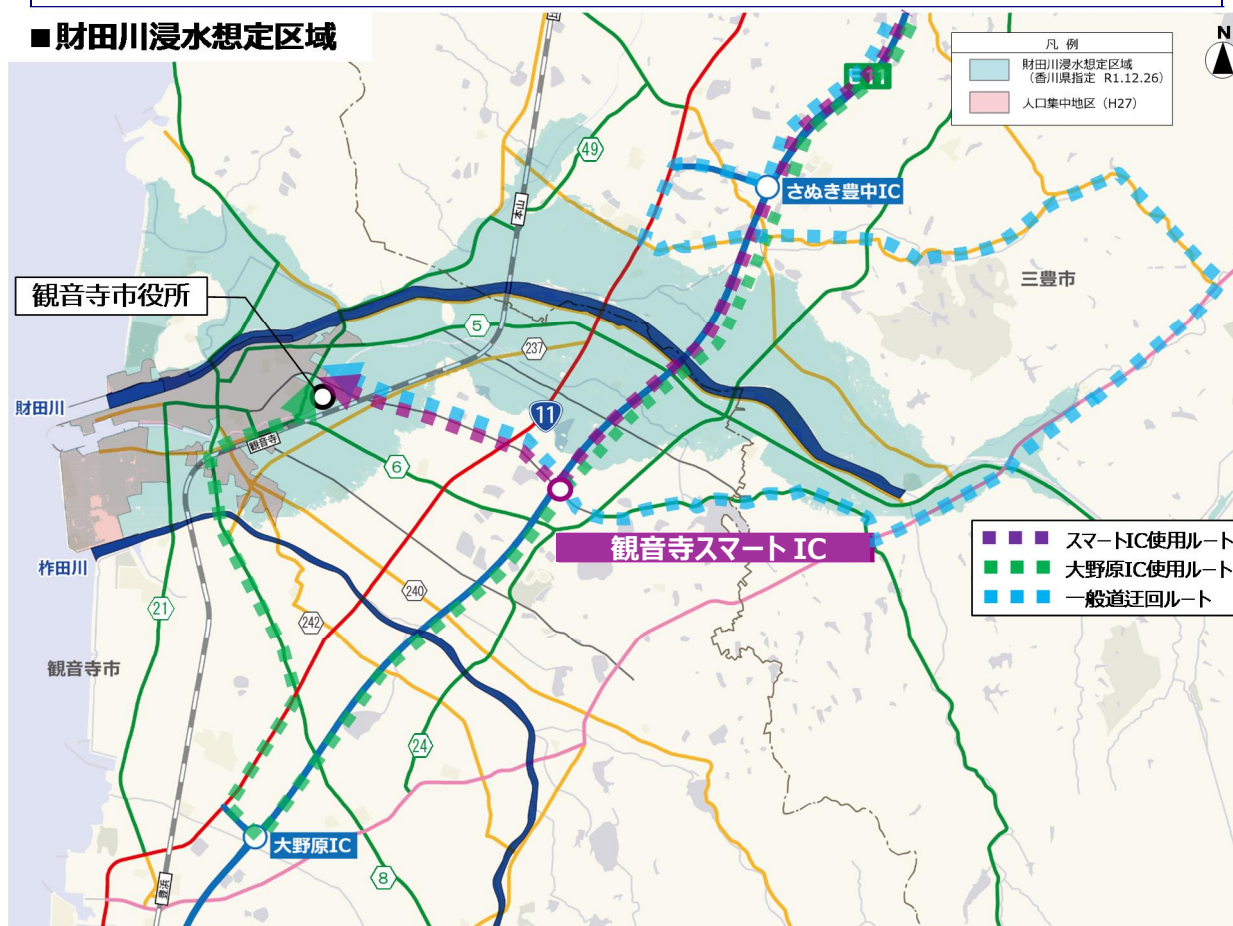 ■財田川浸水想定区域
N
凡 例
財田川浸水想定区域
（香川県指定 R1.12.26）
人口集中地区（H27）
49
さぬき豊中IC
本山
三豊市
観音寺市役所
5
237
11
財田川
観音寺
6
観音寺スマートIC
スマートIC使用ルート
大野原IC使用ルート
一般道迂回ルート
柞田川
21
240
242
観音寺市
24
大野原IC
8
豊浜